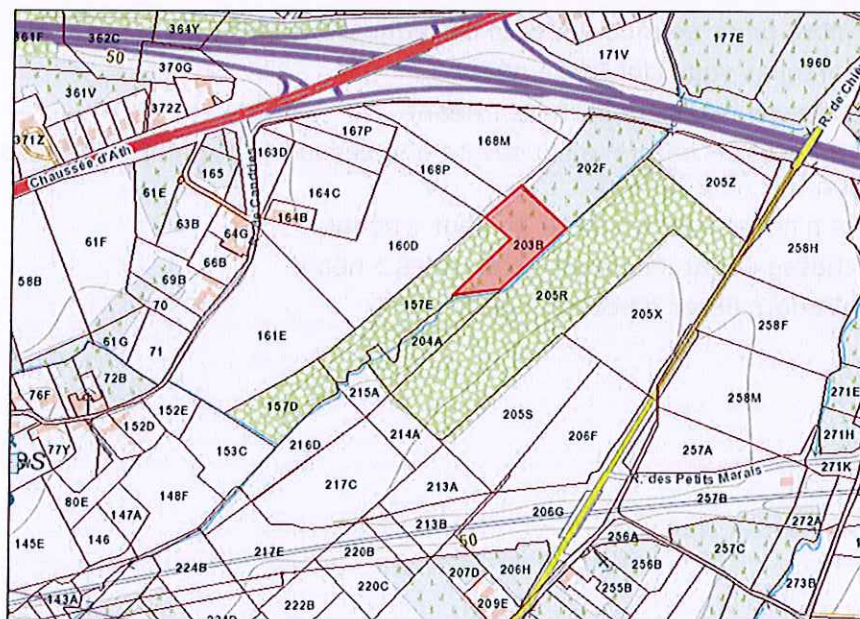 361F
362C
364Y
50
370G
361V
372Z
371Z
Chaussée d'Ath
171V
177E
196D
R. de Chiè
167P
168M
163D
165
168P
202F
205Z
164C
61E
164B
63B
64G
61F
160D
203B
258H
66B
58B
69B
157E
205R
70
205X
258F
161E
204A
61G
71
72B
76F
215A
157D
258M
271E
152E
205S
152D
214A
206F
271H
216D
77Y
153C
257A
217C
271K
R. des Petits Marais
80E
148F
213A
257B
147A
213B
206G
272A
145E
146
50
256A
217E
220B
257C
224B
207D
206H
256B
273B
220C
255B
143A
222B
209E